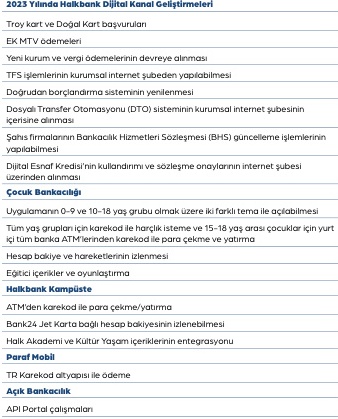 2023 Yılında Halkbank Dijital Kanal Geliştirmeleri
Troy kart ve Doğal Kart başvuruları
EK MTV ödemeleri
Yeni kurum ve vergi ödemelerinin devreye alınması
TFS işlemlerinin kurumsal internet şubeden yapılabilmesi
Doğrudan borçlandırma sisteminin yenilenmesi
Dosyalı Transfer Otomasyonu (DTO) sisteminin kurumsal internet şubesinin
içerisine alınması
Şahıs firmalarının Bankacılık Hizmetleri Sözleşmesi (BHS) güncelleme işlemlerinin
yapılabilmesi
Dijital Esnaf Kredisi'nin kullandırımı ve sözleşme onaylarının internet şubesi
üzerinden alınması
Çocuk Bankacılığı
Uygulamanın 0-9 ve 10-18 yaş grubu olmak üzere iki farklı tema ile açılabilmesi
Tüm yaş grupları için karekod ile harçlık isteme ve 15-18 yaş arası çocuklar için yurt
içi tüm banka ATM'lerinden karekod ile para çekme ve yatırma
Hesap bakiye ve hareketlerinin izlenmesi
Eğitici içerikler ve oyunlaştırma
Halkbank Kampüste
ATM'den karekod ile para çekme/yatırma
Bank24 Jet Karta bağlı hesap bakiyesinin izlenebilmesi
Halk Akademi ve Kültür Yaşam içeriklerinin entegrasyonu
Paraf Mobil
TR Karekod altyapısı ile ödeme
Açık Bankacılık
API Portal çalışmaları